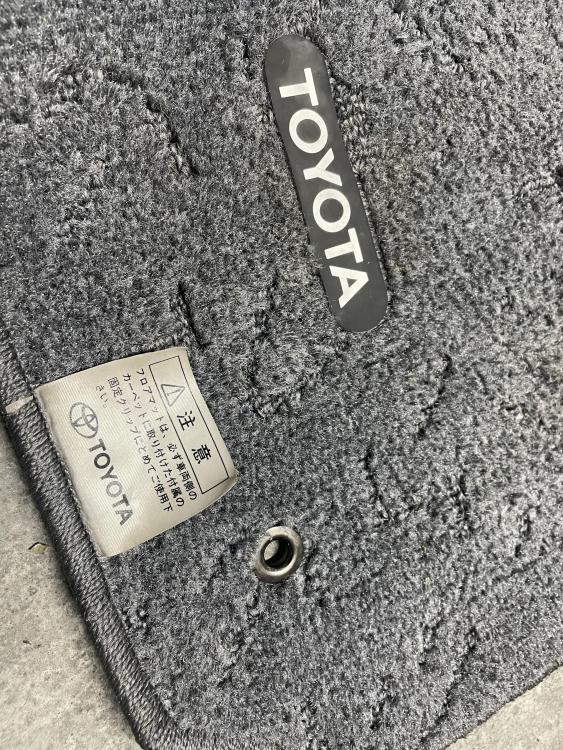 TOYOTA
⚠注意
フロアマットは、必ず車両側の
カーペットに取り付けた付属の
固定クリップにとめてご使用下
さい。
TOYOTA